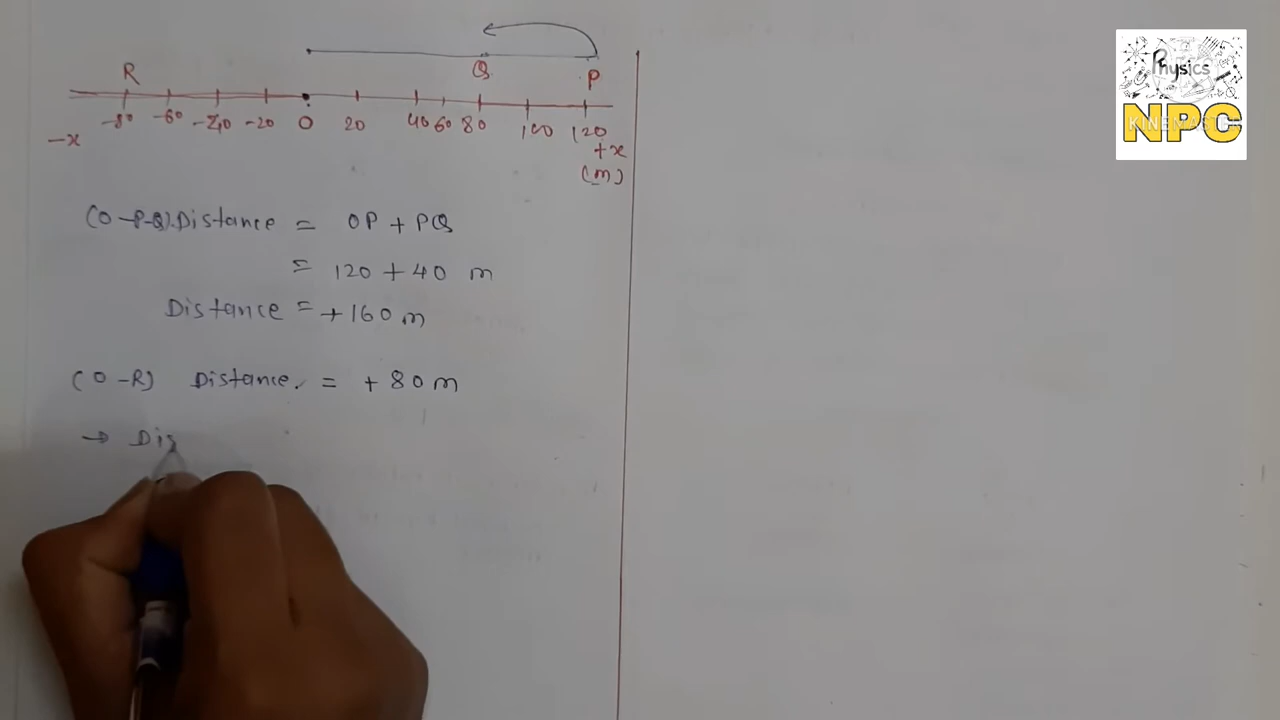 R Q P
-80 -60 -40 -20 0 20 40 60 80 100 120
-x +x
(m)
(O-P-Q).Distance = OP + PQ
= 120 + 40 m
Distance = +160 m
(O-R) Distance. = +80 m
→ Dis
Physics
NPC
KINEMASTER